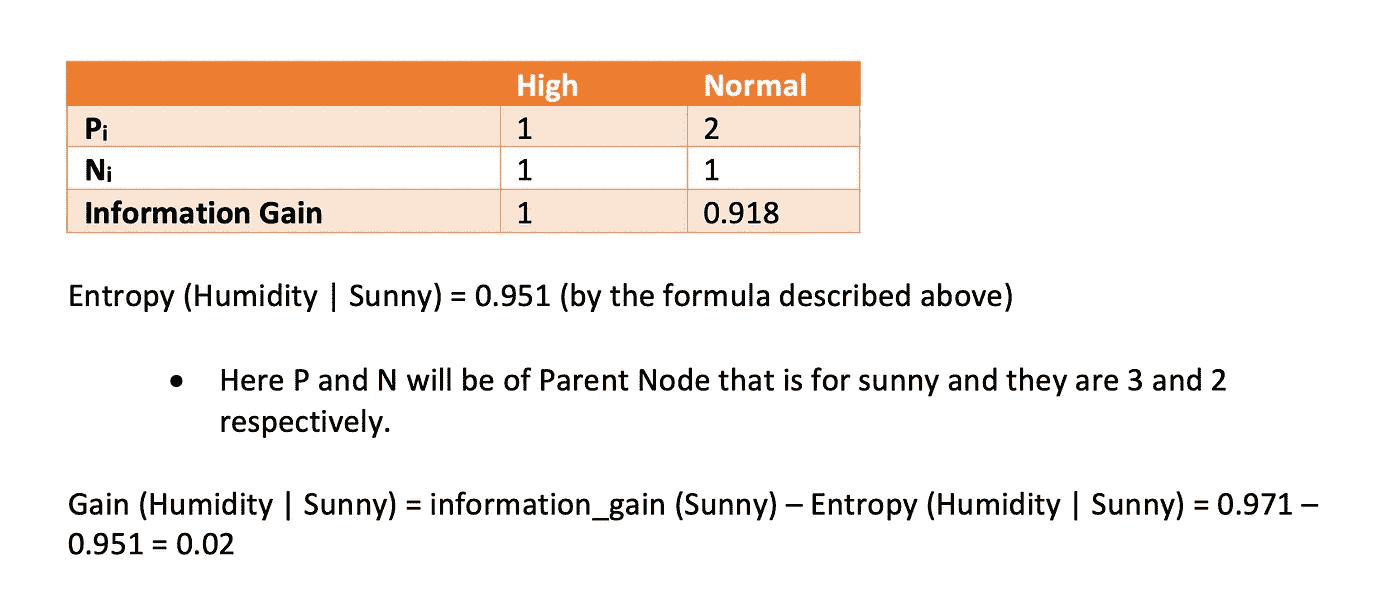 High Normal
Pi 1 2
Ni 1 1
Information Gain 1 0.918
Entropy (Humidity | Sunny) = 0.951 (by the formula described above)
• Here P and N will be of Parent Node that is for sunny and they are 3 and 2
respectively.
Gain (Humidity | Sunny) = information_gain (Sunny) – Entropy (Humidity | Sunny) = 0.971 –
0.951 = 0.02